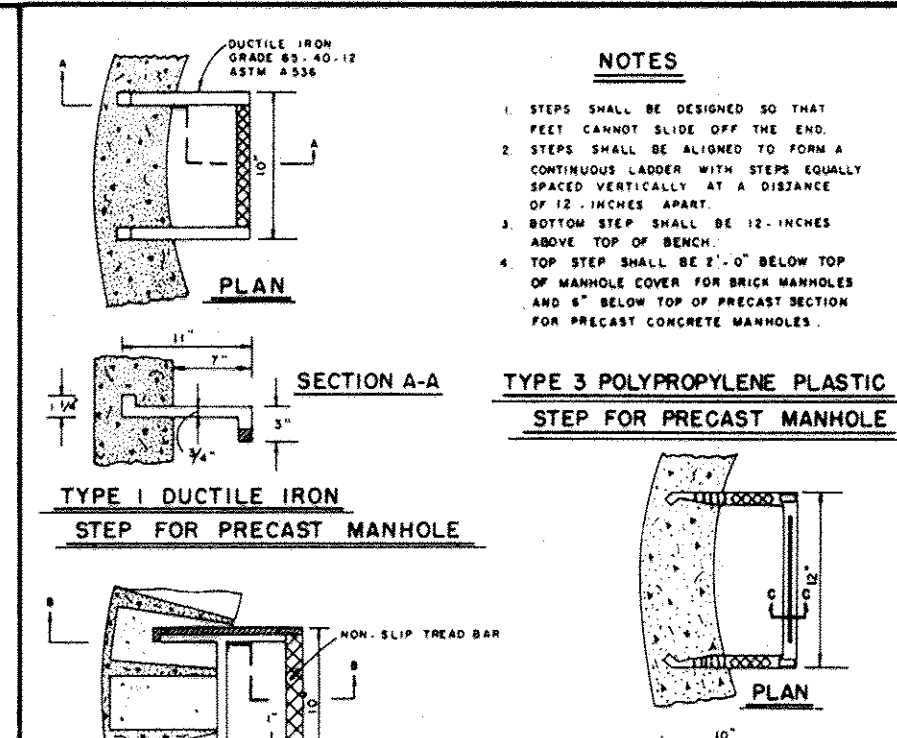 DUCTILE IRON
GRADE 65-40-12
ASTM A536
A
A
10"
PLAN
11"
7"
SECTION A-A
1 1/4"
3"
3/4"
TYPE 1 DUCTILE IRON
STEP FOR PRECAST MANHOLE
B
NON-SLIP TREAD BAR
B
10
1"
NOTES
1. STEPS SHALL BE DESIGNED SO THAT
FEET CANNOT SLIDE OFF THE END.
2. STEPS SHALL BE ALIGNED TO FORM A
CONTINUOUS LADDER WITH STEPS EQUALLY
SPACED VERTICALLY AT A DISTANCE
OF 12-INCHES APART.
3. BOTTOM STEP SHALL BE 12-INCHES
ABOVE TOP OF BENCH.
4. TOP STEP SHALL BE 2'-0" BELOW TOP
OF MANHOLE COVER FOR BRICK MANHOLES
AND 6" BELOW TOP OF PRECAST SECTION
FOR PRECAST CONCRETE MANHOLES.
TYPE 3 POLYPROPYLENE PLASTIC
STEP FOR PRECAST MANHOLE
C C
12"
PLAN
10"